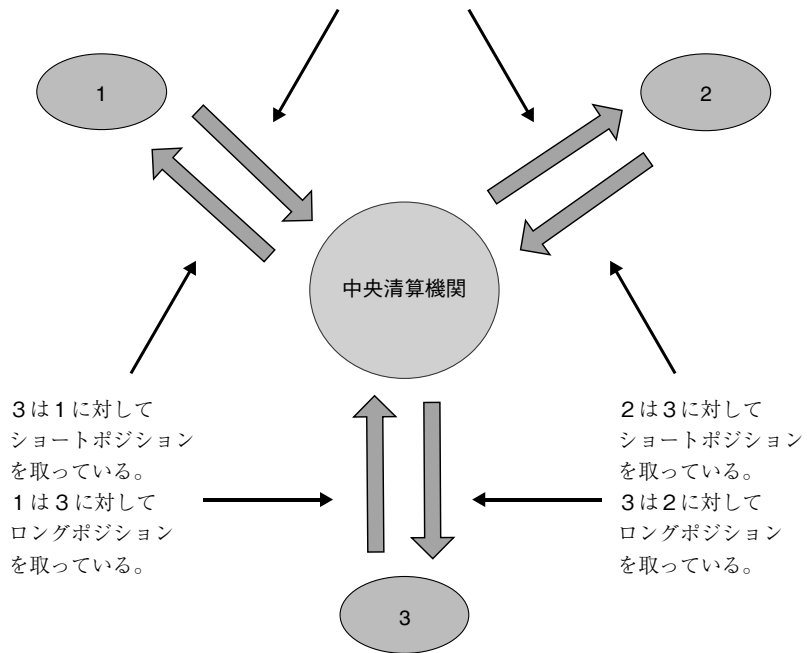 1
2
中央清算機関
3は1に対して
ショートポジション
を取っている。
1は3に対して
ロングポジション
を取っている。
2は3に対して
ショートポジション
を取っている。
3は2に対して
ロングポジション
を取っている。
3